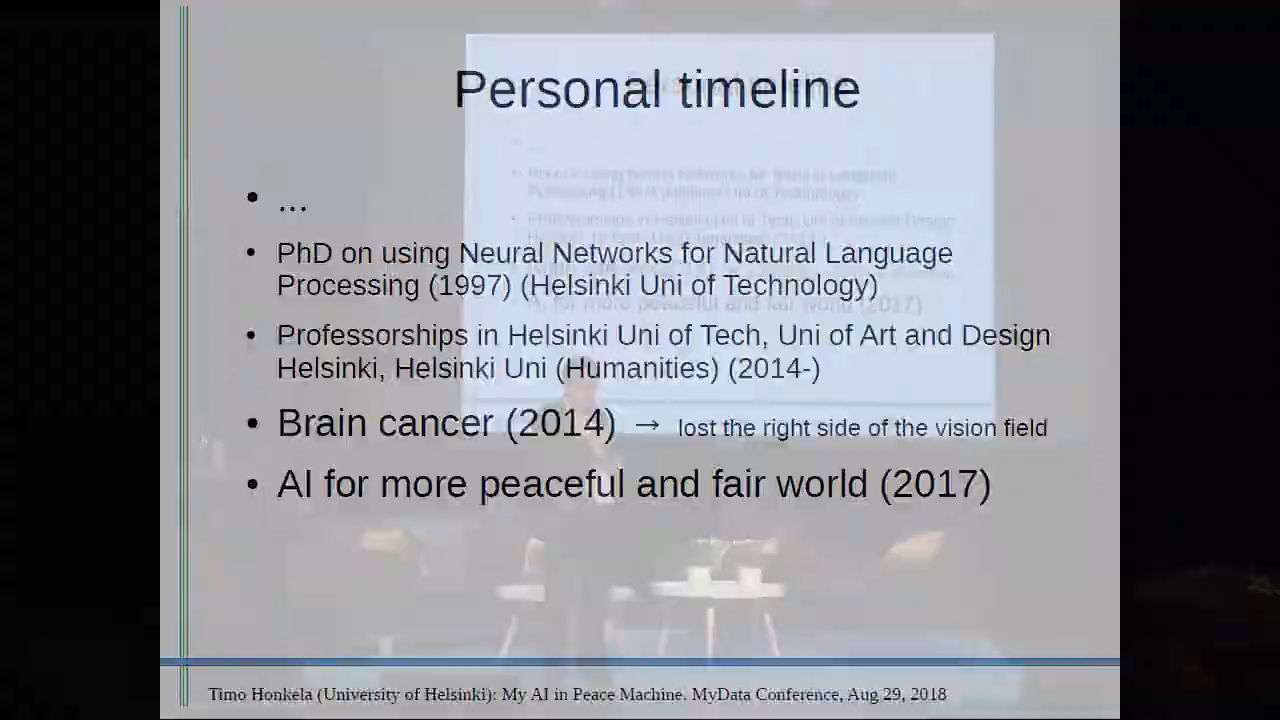 Personal timeline
• ...
• PhD on using Neural Networks for Natural Language
Processing (1997) (Helsinki Uni of Technology)
• Professorships in Helsinki Uni of Tech, Uni of Art and Design
Helsinki, Helsinki Uni (Humanities) (2014-)
• Brain cancer (2014) → lost the right side of the vision field
• AI for more peaceful and fair world (2017)
Timo Honkela (University of Helsinki): My AI in Peace Machine. MyData Conference, Aug 29, 2018